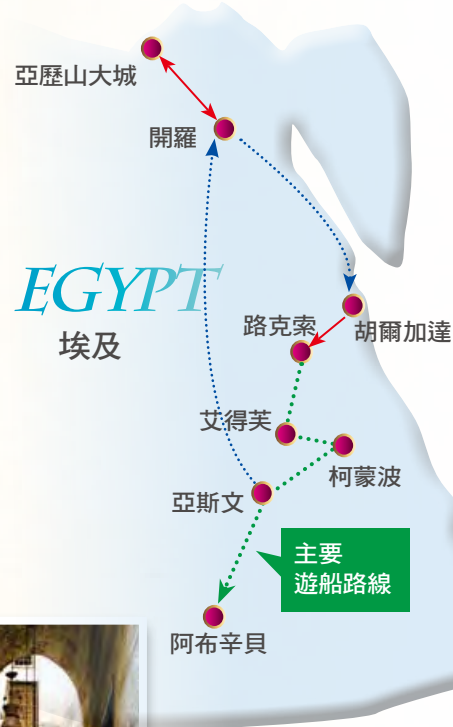 亞歷山大城
開羅
EGYPT
埃及
路克索
胡爾加達
艾得芙
柯蒙波
亞斯文
主要
遊船路線
阿布辛貝